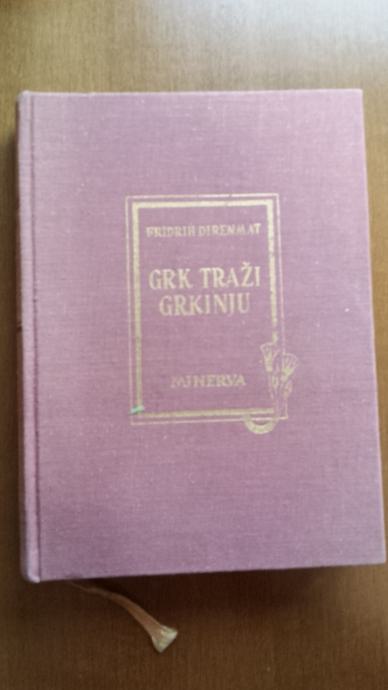 FRIDRIH DIRENMAT
GRK TRAŽI
GRKINJU
MINERVA